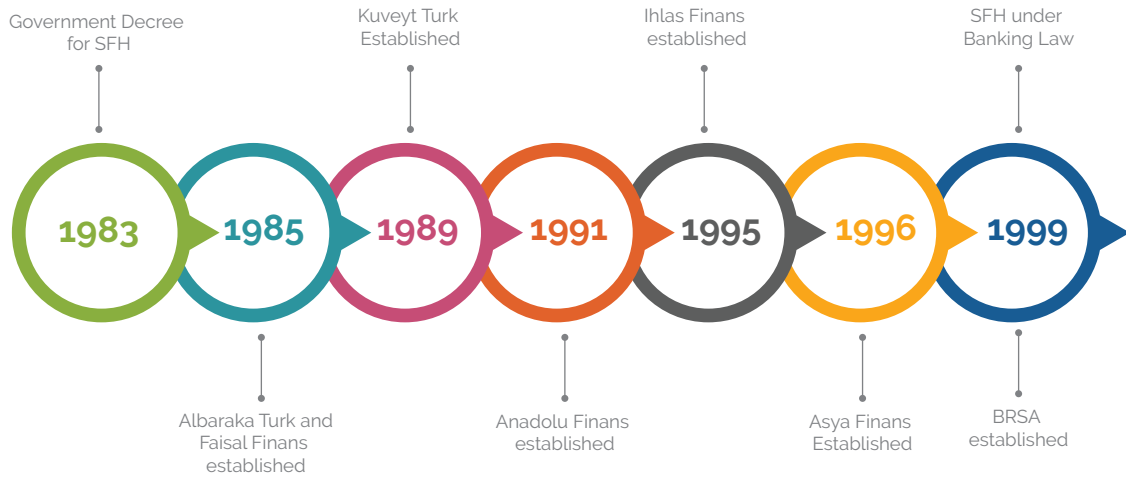 Government Decree
for SFH
Kuveyt Turk
Established
Ihlas Finans
established
SFH under
Banking Law
1983
1985
1989
1991
1995
1996
1999
Albaraka Turk and
Faisal Finans
established
Anadolu Finans
established
Asya Finans
Established
BRSA
established